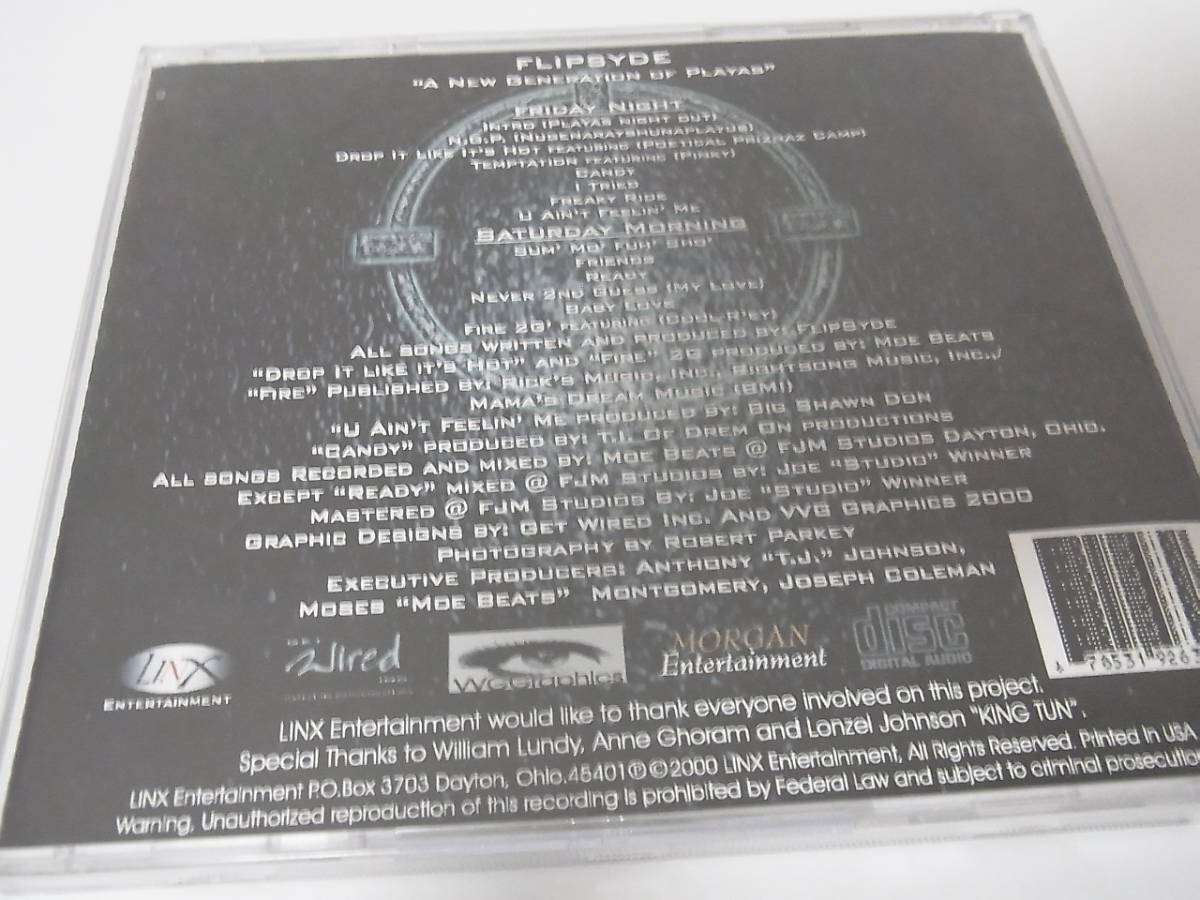 FLIPSYDE
"A NEW GENERATION OF PLAYAS"
FRIDAY NIGHT
INTRO (PLAYAS NIGHT OUT)
N.G.P. (NUGENARAYSHUNAPLAYUS)
DROP IT LIKE IT'S HOT FEATURING (POETICAL PRIZRAZ CAMP)
TEMPTATION FEATURING (PINKY)
CANDY
I TRIED
FREAKY RIDE
U AIN'T FEELIN' ME
SATURDAY MORNING
SUM' MO' FUH' SHO'
FRIENDS
READY
NEVER 2ND GUESS (MY LOVE)
BABY LOVE
FIRE 2G' FEATURING
ALL SONGS WRITTEN AND PRODUCED BY: FLIPSYDE
"DROP IT LIKE IT'S HOT" AND "FIRE" 2G PRODUCED BY: MOE BEATS
"FIRE" PUBLISHED BY: RICK'S MUSIC, INC., RIGHTSONG MUSIC, INC./
MAMA'S DREAM MUSIC (BMI)
"U AIN'T FEELIN' ME PRODUCED BY: BIG SHAWN DON
"CANDY" PRODUCED BY: T.J. OF DREM ON PRODUCTIONS
ALL SONGS RECORDED AND MIXED BY: MOE BEATS @ FJM STUDIOS DAYTON, OHIO.
EXCEPT "READY" MIXED @ FJM STUDIOS BY: JOE "STUDIO" WINNER
MASTERED @ FJM STUDIOS BY: JOE "STUDIO" WINNER
GRAPHIC DESIGNS BY: GET WIRED INC. AND VVG GRAPHICS 2000
PHOTOGRAPHY BY ROBERT PARKEY
EXECUTIVE PRODUCERS: ANTHONY "T.J." JOHNSON,
MOSES "MOE BEATS" MONTGOMERY, JOSEPH COLEMAN
LINX
ENTERTAINMENT
Wired
VVGGraphics
MORGAN
Entertainment
COMPACT
disc
DIGITAL AUDIO
78531 9263
LINX Entertainment would like to thank everyone involved on this project.
Special Thanks to William Lundy, Anne Ghoram and Lonzel Johnson "KING TUN".
LINX Entertainment P.O.Box 3703 Dayton, Ohio.45401 ℗©2000 LINX Entertainment, All Rights Reserved. Printed in USA
Warning, Unauthorized reproduction of this recording is prohibited by Federal Law and subject to criminal prosecutio